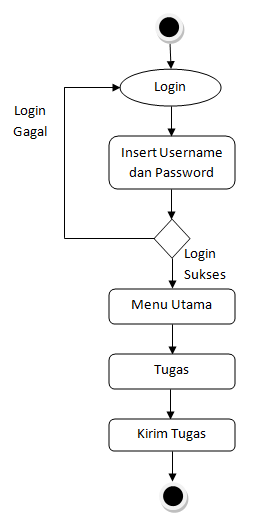 Login
Login
Gagal
Insert Username
dan Password
Login
Sukses
Menu Utama
Tugas
Kirim Tugas